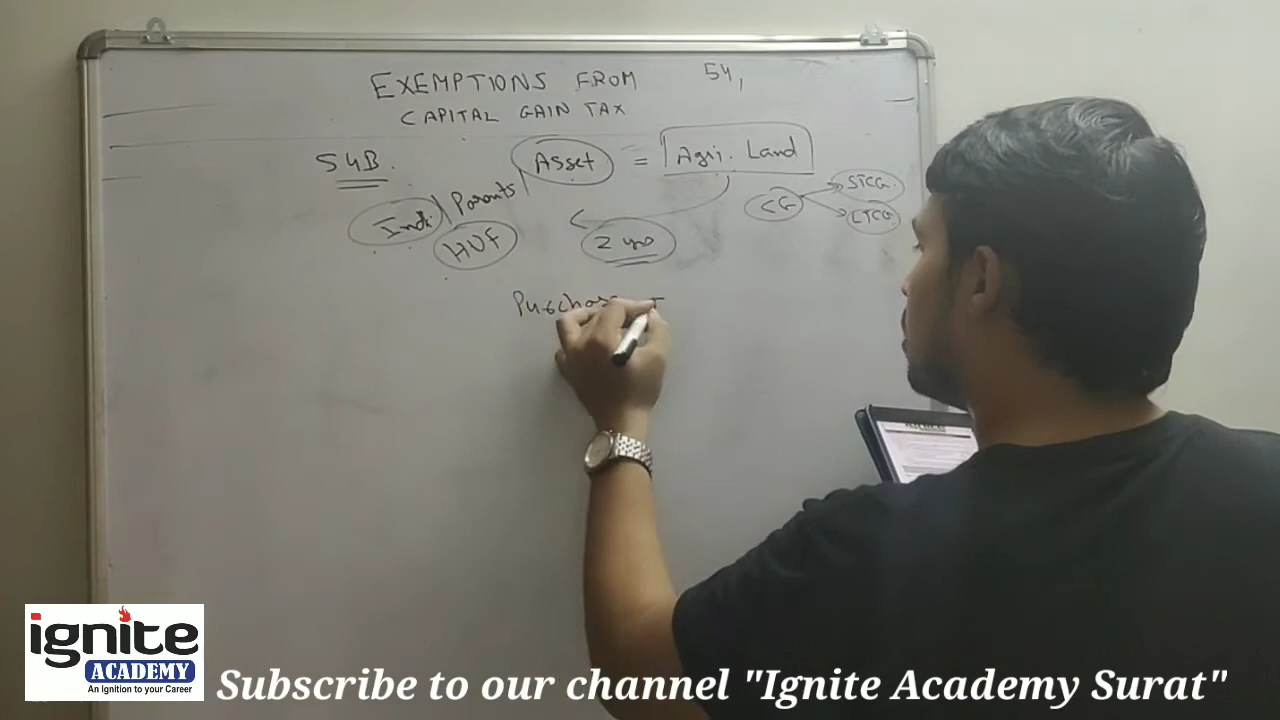 EXEMPTIONS FROM 54,
CAPITAL GAIN TAX
54B. Asset = Agri. Land
Indi / Parents CG STCG
HUF 2 yrs LTCG
Purchase
ignite
ACADEMY
An Ignition to your Career
Subscribe to our channel "Ignite Academy Surat"